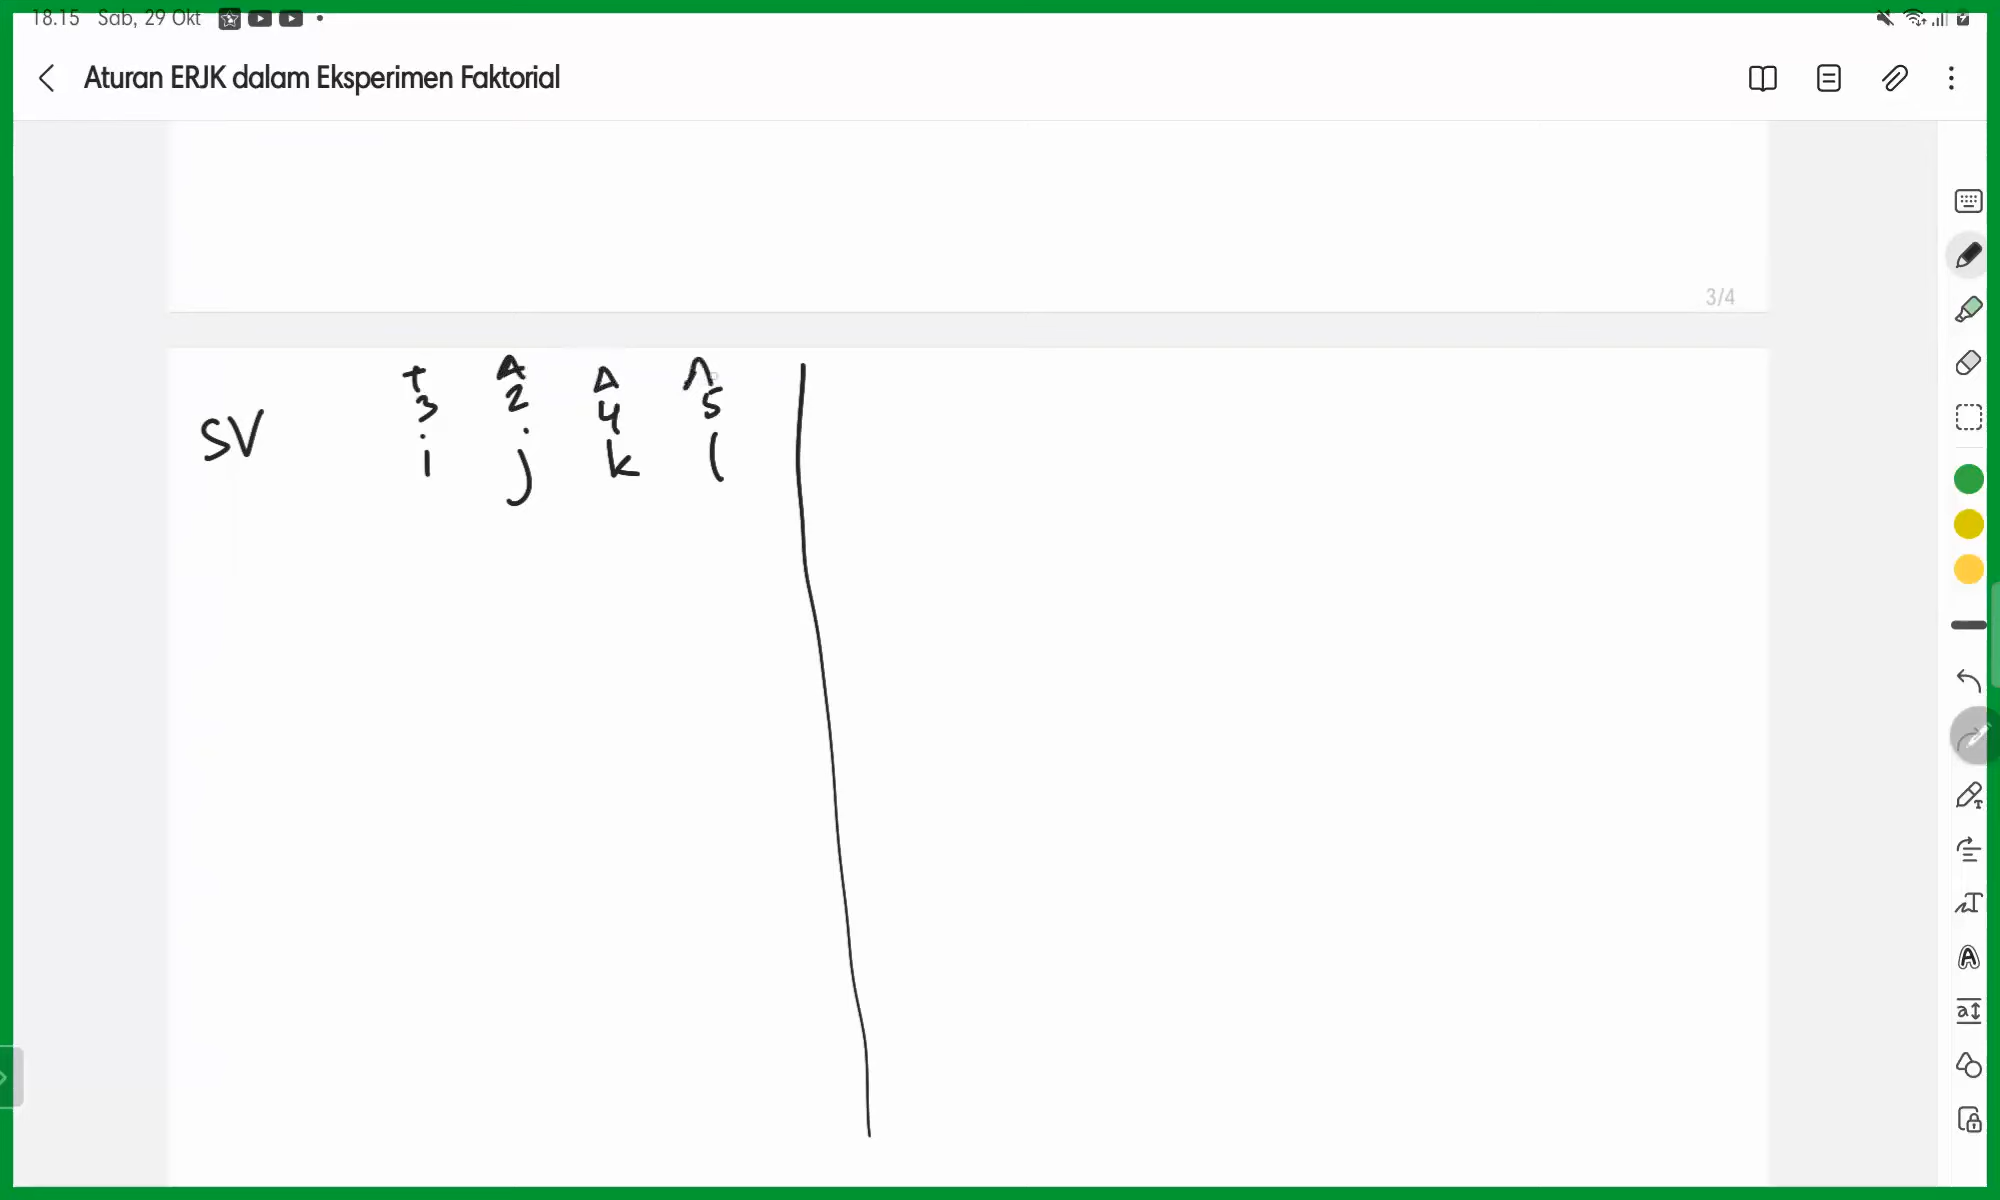 18.15 Sab, 29 Okt
Aturan ERJK dalam Eksperimen Faktorial
3/4
3 2 4 5
SV i j k l